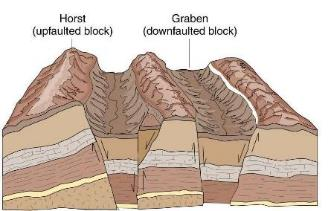 Horst
(upfaulted block)
Graben
(downfaulted block)